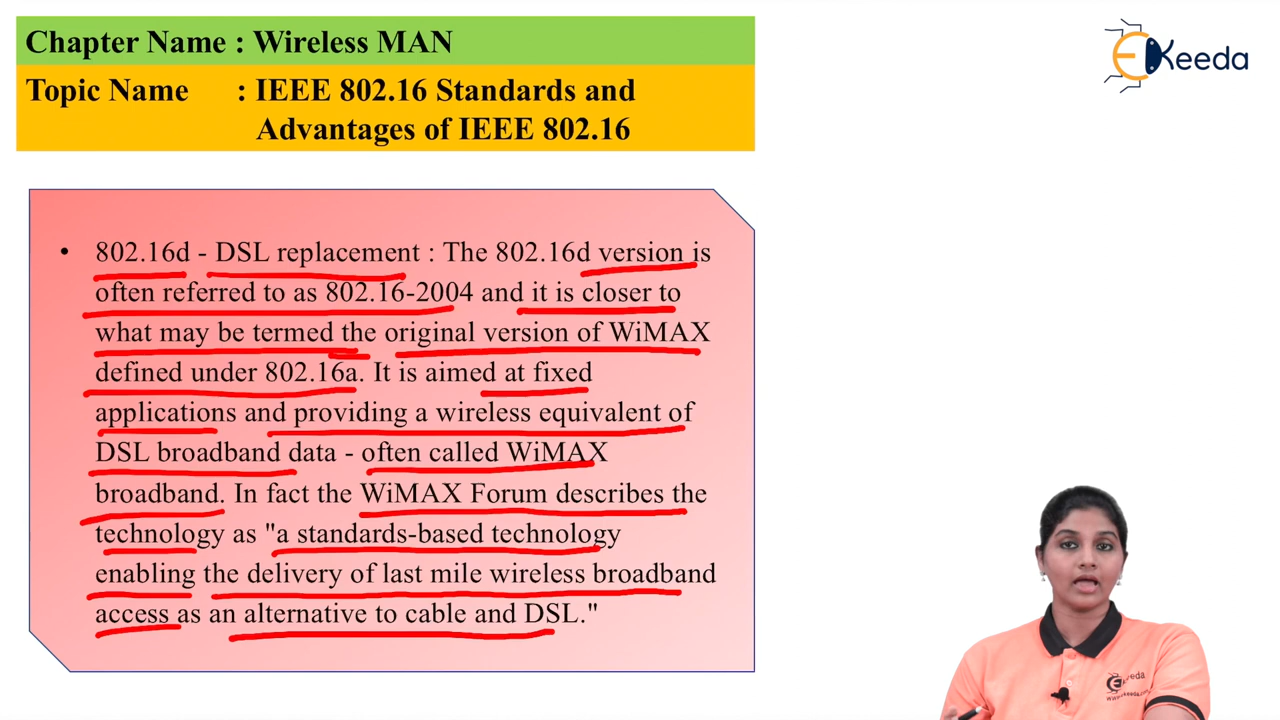 Chapter Name : Wireless MAN
Topic Name : IEEE 802.16 Standards and
Advantages of IEEE 802.16
EKeeda
• 802.16d - DSL replacement : The 802.16d version is
often referred to as 802.16-2004 and it is closer to
what may be termed the original version of WiMAX
defined under 802.16a. It is aimed at fixed
applications and providing a wireless equivalent of
DSL broadband data - often called WiMAX
broadband. In fact the WiMAX Forum describes the
technology as "a standards-based technology
enabling the delivery of last mile wireless broadband
access as an alternative to cable and DSL."
EKeeda
www.ekeeda.com